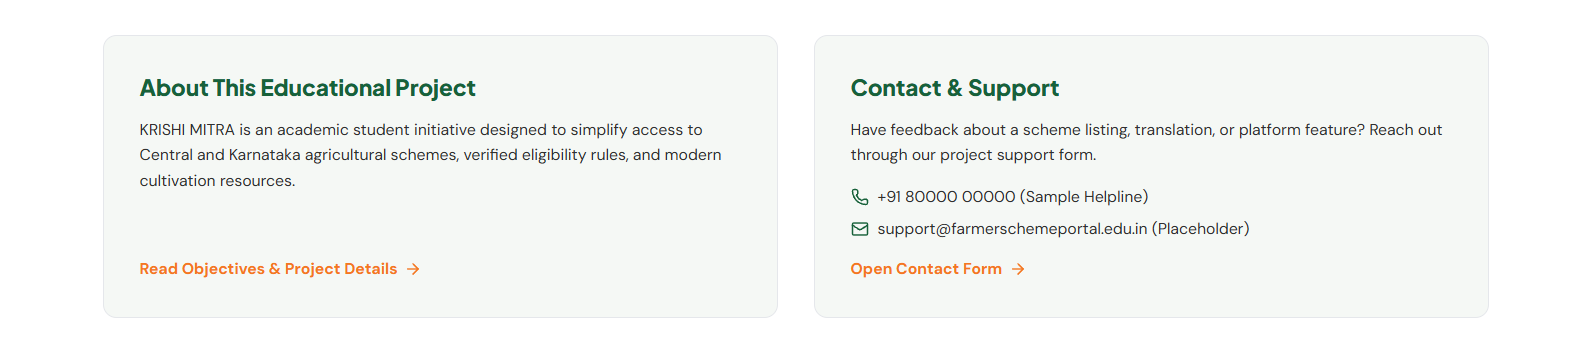 About This Educational Project
KRISHI MITRA is an academic student initiative designed to simplify access to
Central and Karnataka agricultural schemes, verified eligibility rules, and modern
cultivation resources.
Read Objectives & Project Details →
Contact & Support
Have feedback about a scheme listing, translation, or platform feature? Reach out
through our project support form.
+91 80000 00000 (Sample Helpline)
support@farmerschemeportal.edu.in (Placeholder)
Open Contact Form →